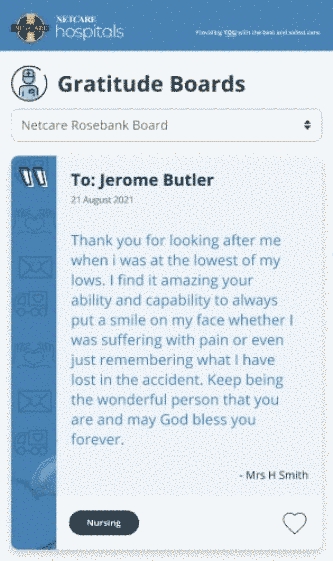 NETCARE
hospitals
Providing YOU with the best and safest care
Gratitude Boards
Netcare Rosebank Board
To: Jerome Butler
21 August 2021
Thank you for looking after me
when i was at the lowest of my
lows. I find it amazing your
ability and capability to always
put a smile on my face whether I
was suffering with pain or even
just remembering what I have
lost in the accident. Keep being
the wonderful person that you
are and may God bless you
forever.
- Mrs H Smith
Nursing